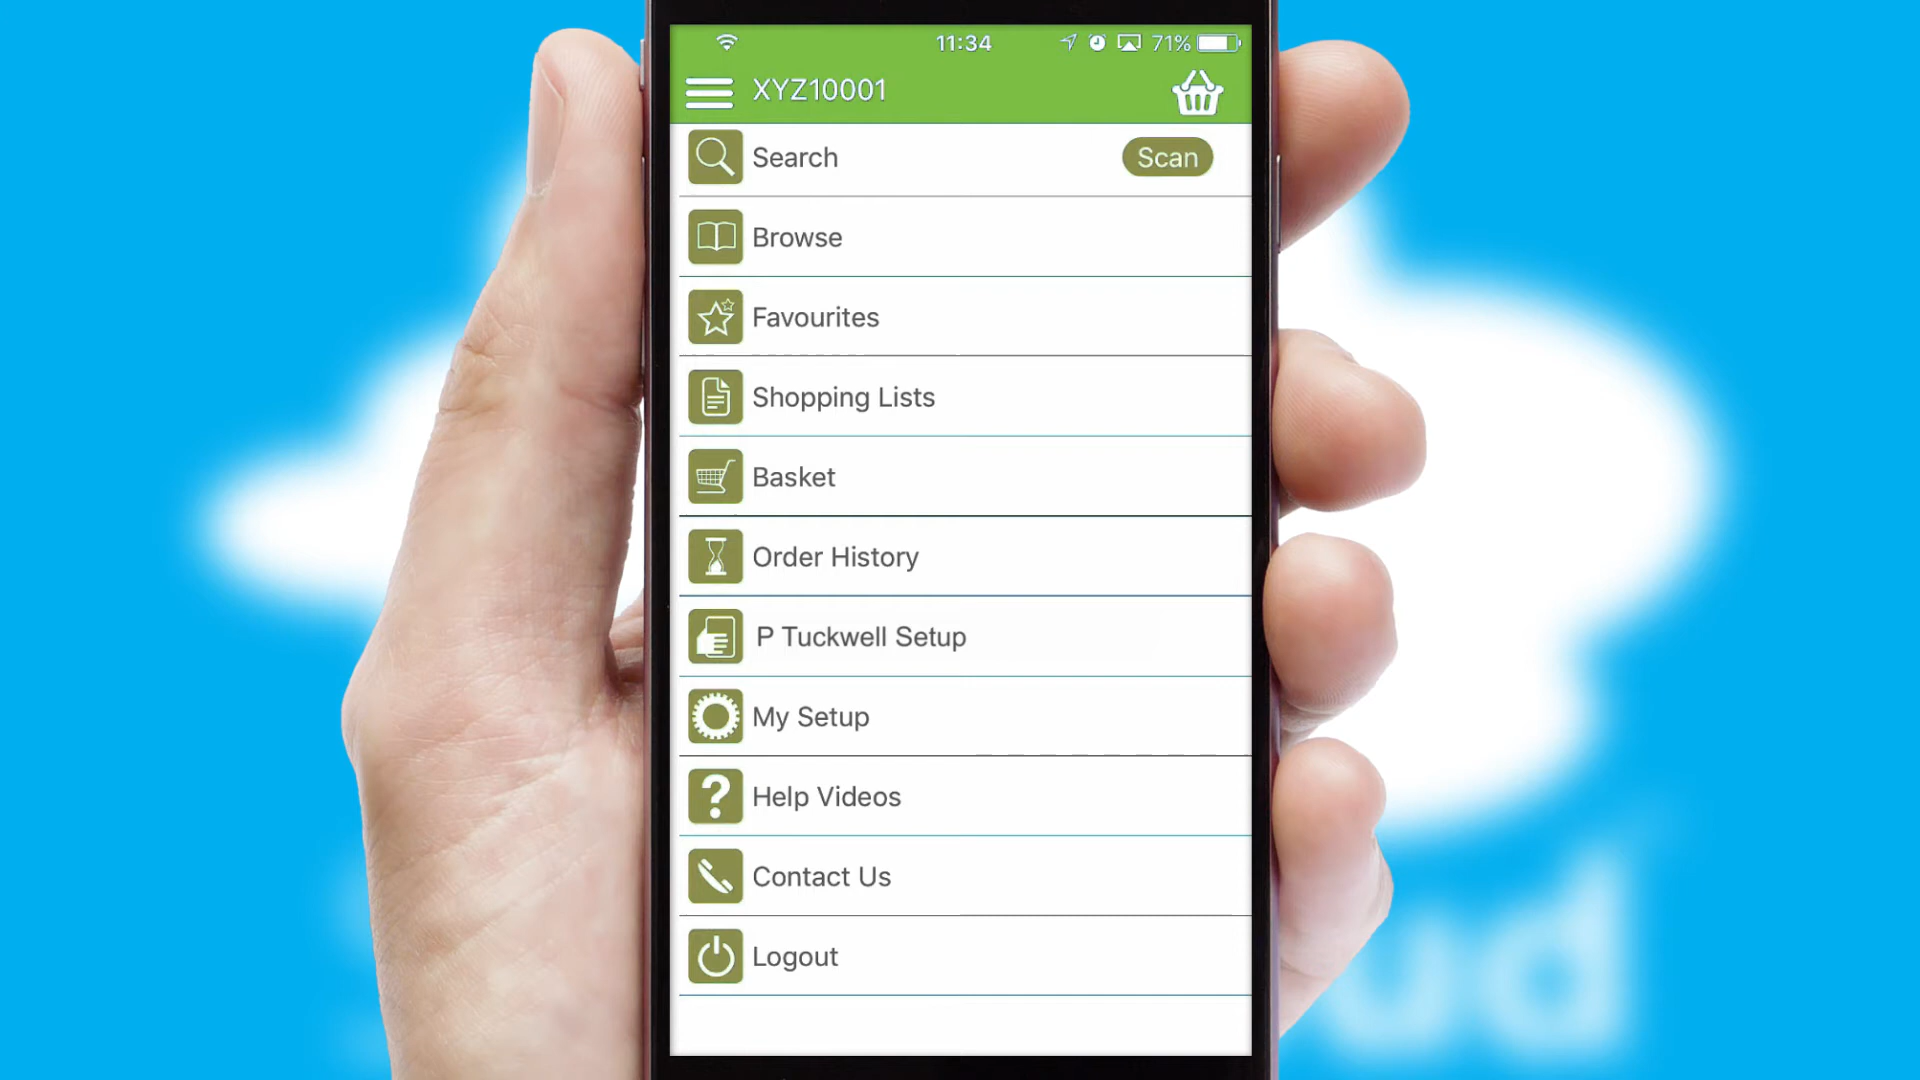 11:34 71%
XYZ10001
Search Scan
Browse
Favourites
Shopping Lists
Basket
Order History
P Tuckwell Setup
My Setup
Help Videos
Contact Us
Logout